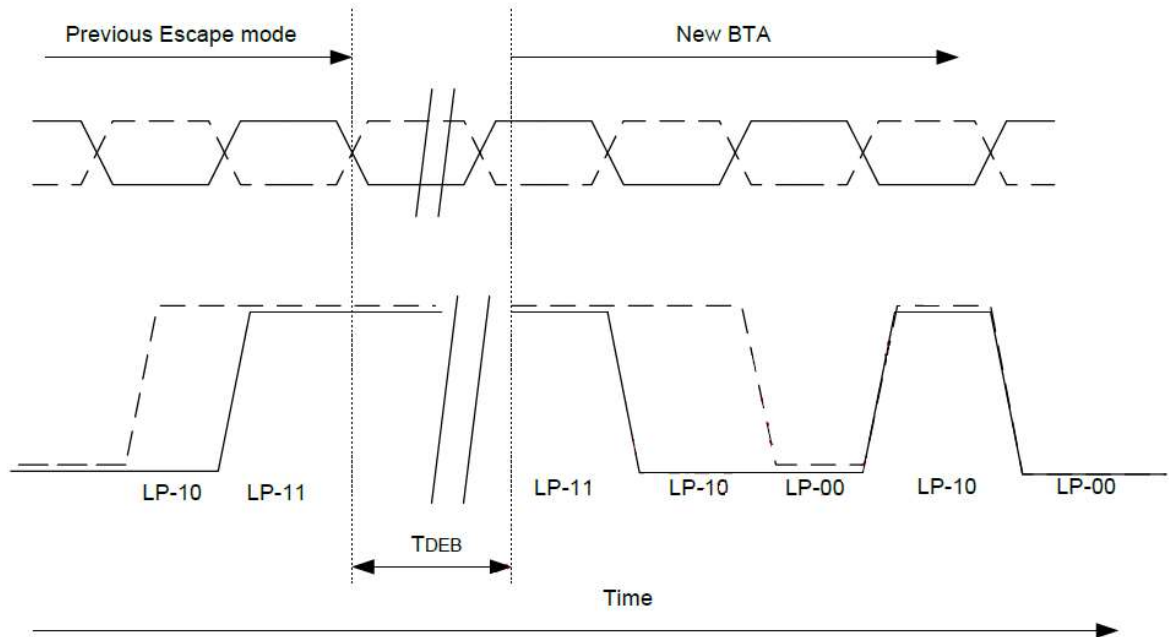 Previous Escape mode
New BTA
LP-10
LP-11
LP-11
LP-10
LP-00
LP-10
LP-00
TDEB
Time